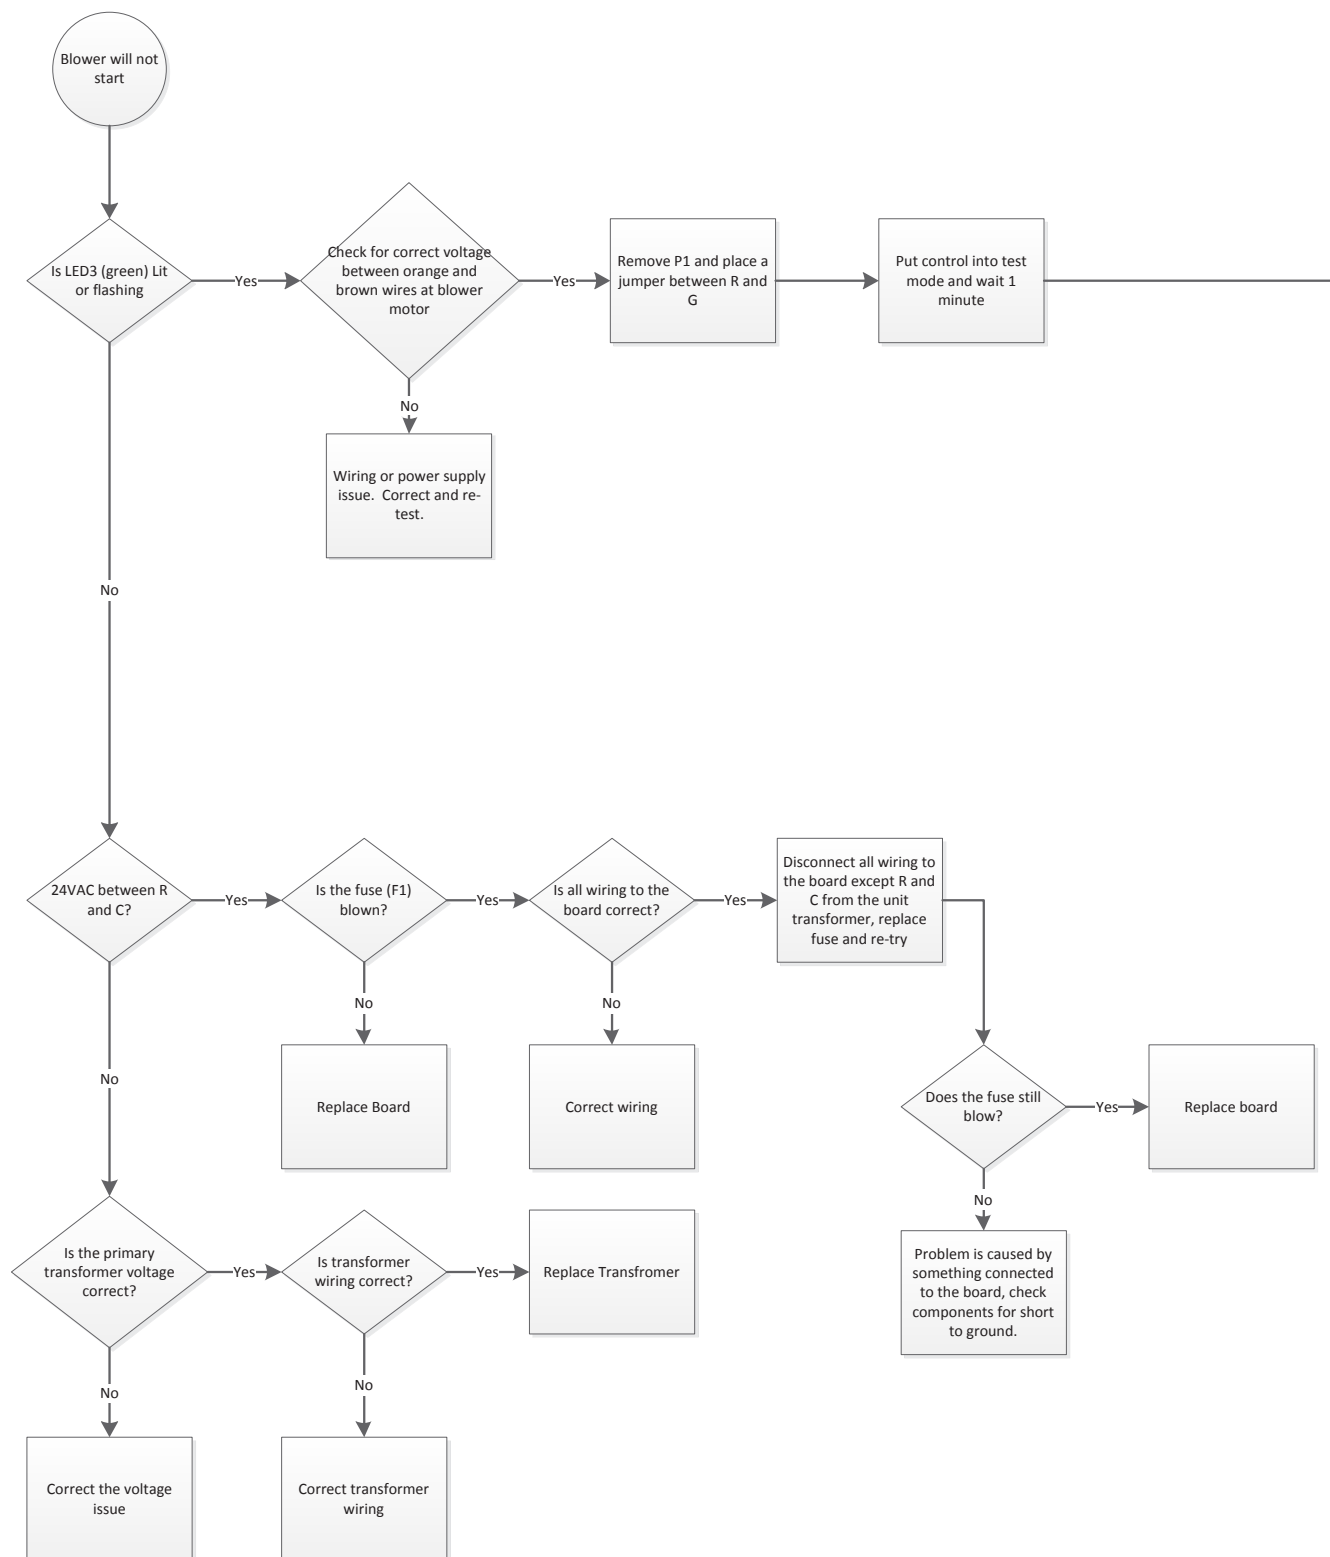 Blower will not
start
Is LED3 (green) Lit
or flashing
Yes
Check for correct voltage
between orange and
brown wires at blower
motor
Yes
Remove P1 and place a
jumper between R and
G
Put control into test
mode and wait 1
minute
No
Wiring or power supply
issue.  Correct and re-
test.
No
24VAC between R
and C?
Yes
Is the fuse (F1)
blown?
Yes
Is all wiring to the
board correct?
Yes
Disconnect all wiring to
the board except R and
C from the unit
transformer, replace
fuse and re-try
No
Replace Board
No
Correct wiring
Does the fuse still
blow?
Yes
Replace board
No
Problem is caused by
something connected
to the board, check
components for short
to ground.
No
Is the primary
transformer voltage
correct?
Yes
Is transformer
wiring correct?
Yes
Replace Transfromer
No
Correct the voltage
issue
No
Correct transformer
wiring